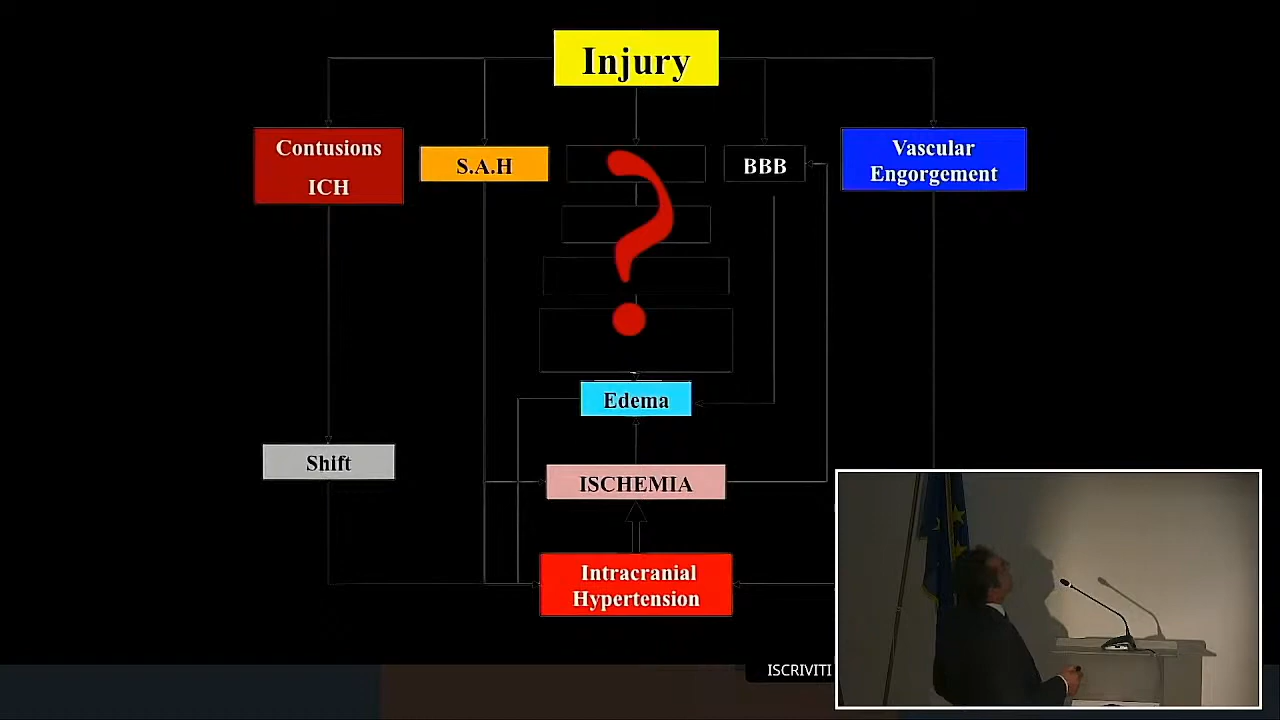 Injury
Contusions
ICH
S.A.H
BBB
Vascular
Engorgement
Edema
Shift
ISCHEMIA
Intracranial
Hypertension
ISCRIVITI